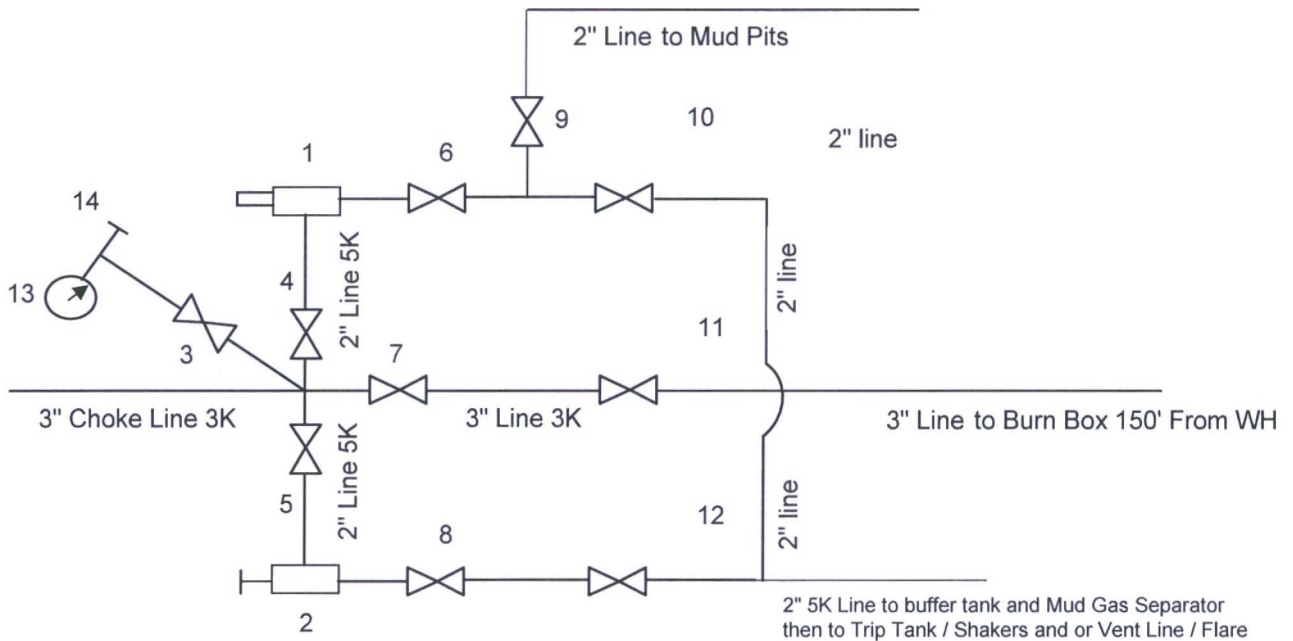 2" Line to Mud Pits
9
10
2" line
1
6
14
2" Line 5K
2" line
13
4
3
7
11
3" Choke Line 3K
3" Line 3K
3" Line to Burn Box 150' From WH
5
2" Line 5K
8
12
2" line
2
2" 5K Line to buffer tank and Mud Gas Separator
then to Trip Tank / Shakers and or Vent Line / Flare